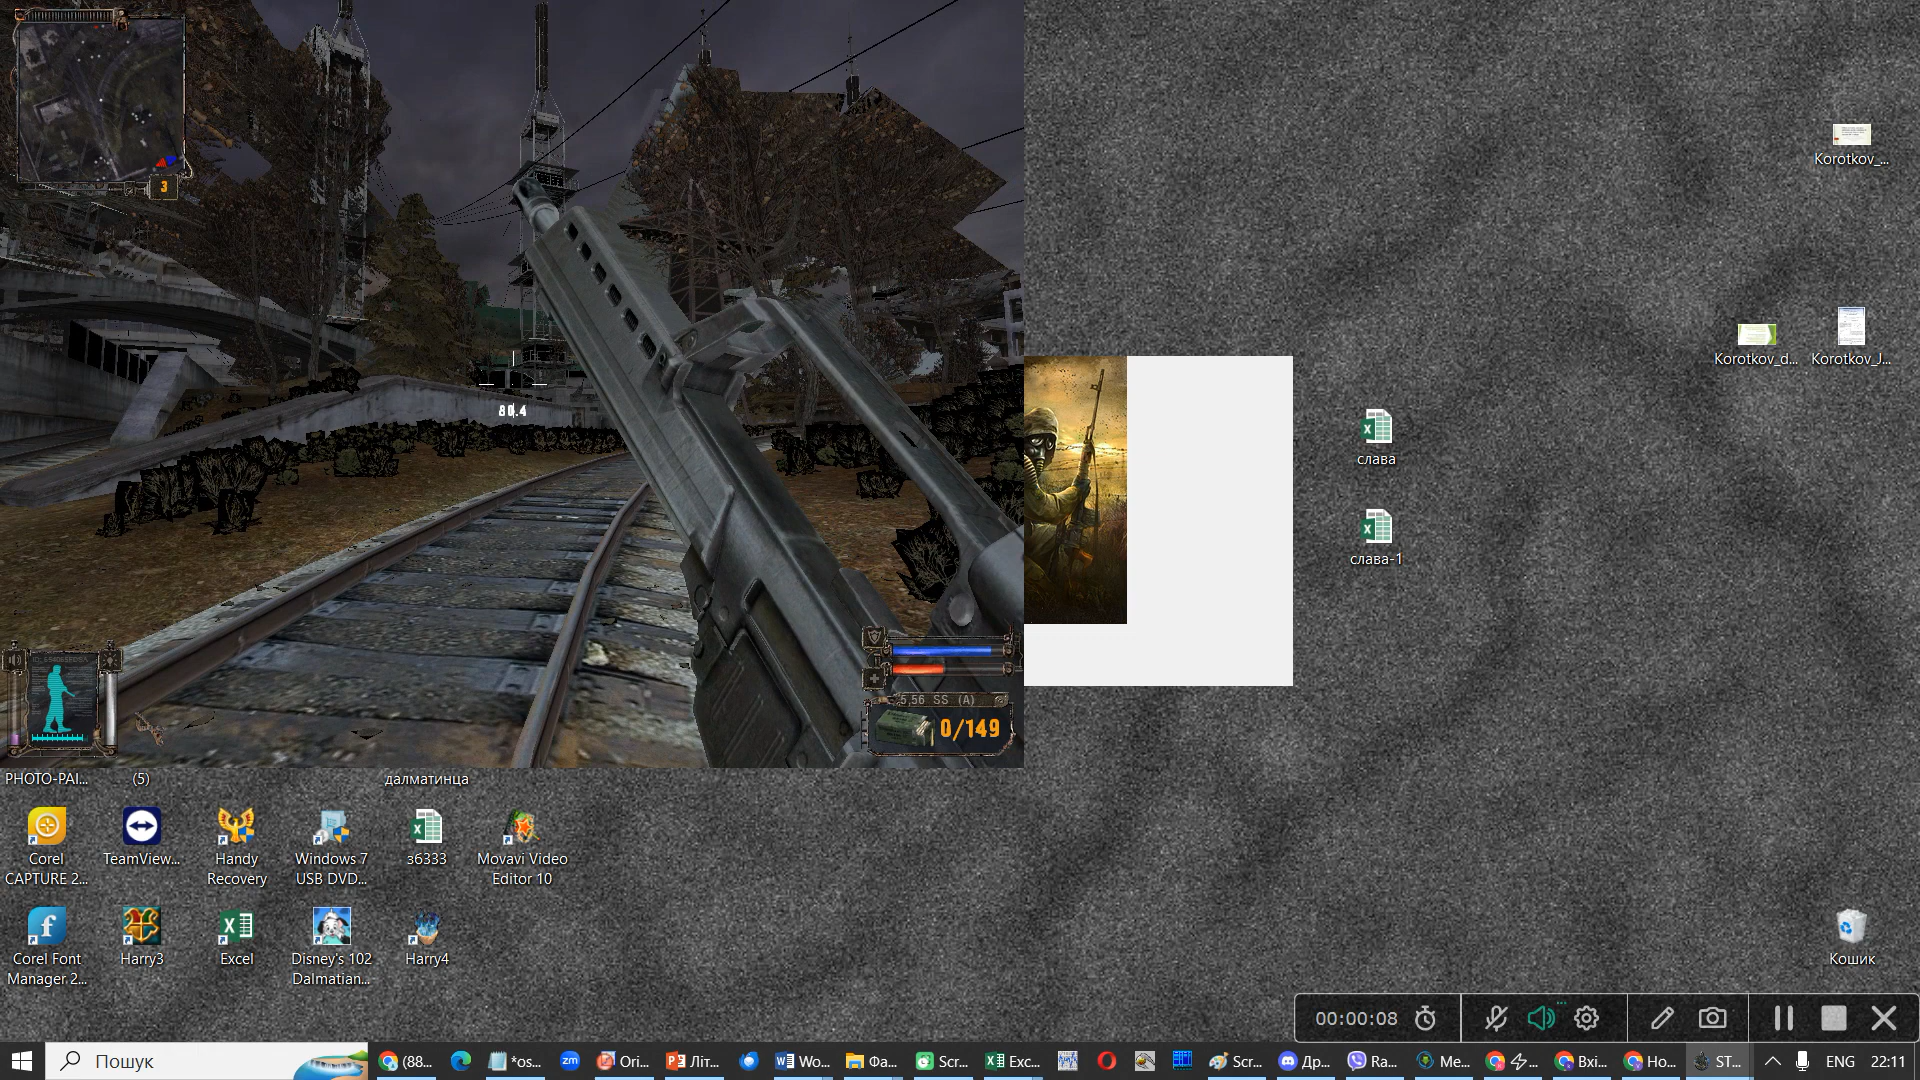 3
80.4
5,56 SS (A)
0/149
Korotkov_...
Korotkov_d...
Korotkov_J...
слава
слава-1
PHOTO-PAI...
(5)
далматинца
Corel
CAPTURE 2...
TeamView...
Handy
Recovery
Windows 7
USB DVD...
з6333
Movavi Video
Editor 10
Corel Font
Manager 2...
Harry3
Excel
Disney's 102
Dalmatian...
Harry4
Кошик
00:00:08
Пошук
(88...
*os...
zm
Ori...
Літ...
Wo...
Фа...
Scr...
Exc...
Scr...
Др...
Ra...
Me...
Вхі...
Но...
ST...
ENG
22:11